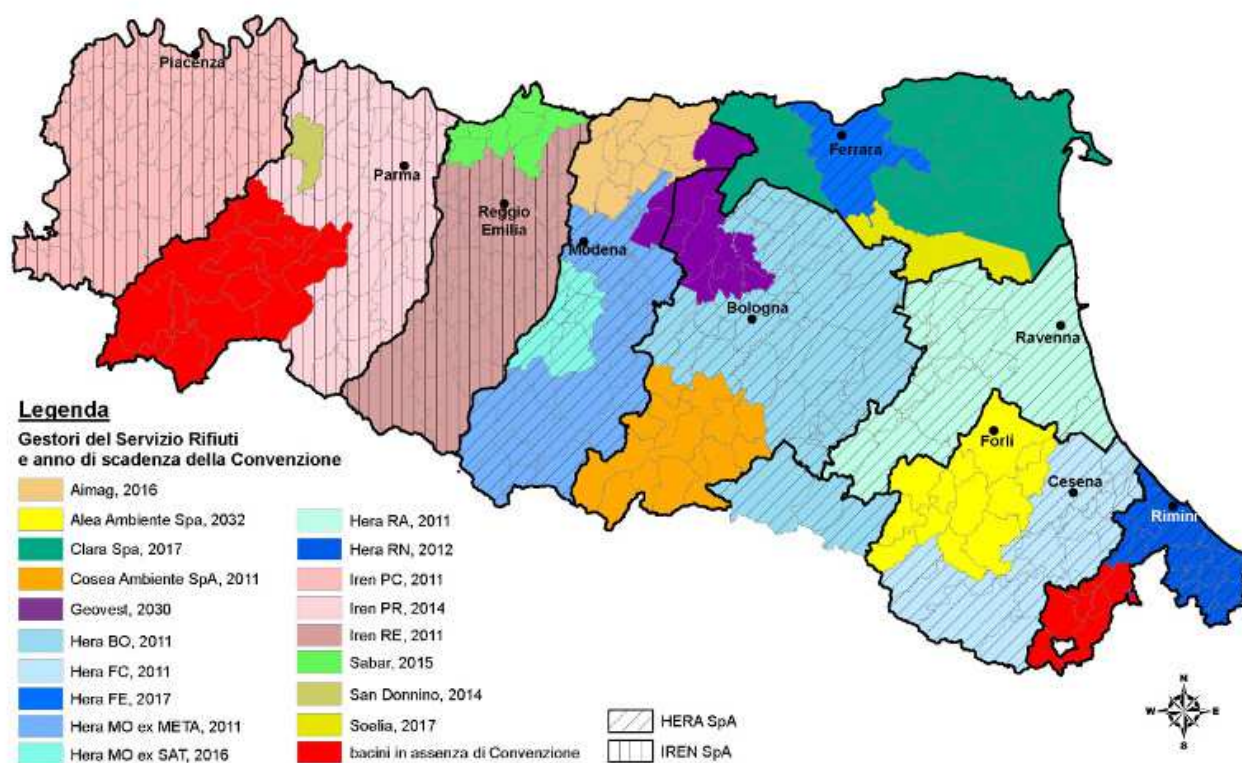 Piacenza
Parma
Reggio
Emilia
Modena
Ferrara
Bologna
Ravenna
Forlì
Cesena
Rimini
Legenda
Gestori del Servizio Rifiuti
e anno di scadenza della Convenzione
Aimag, 2016
Alea Ambiente Spa, 2032
Clara Spa, 2017
Cosea Ambiente SpA, 2011
Geovest, 2030
Hera BO, 2011
Hera FC, 2011
Hera FE, 2017
Hera MO ex META, 2011
Hera MO ex SAT, 2016
Hera RA, 2011
Hera RN, 2012
Iren PC, 2011
Iren PR, 2014
Iren RE, 2011
Sabar, 2015
San Donnino, 2014
Soelia, 2017
bacini in assenza di Convenzione
HERA SpA
IREN SpA
N
W E
S